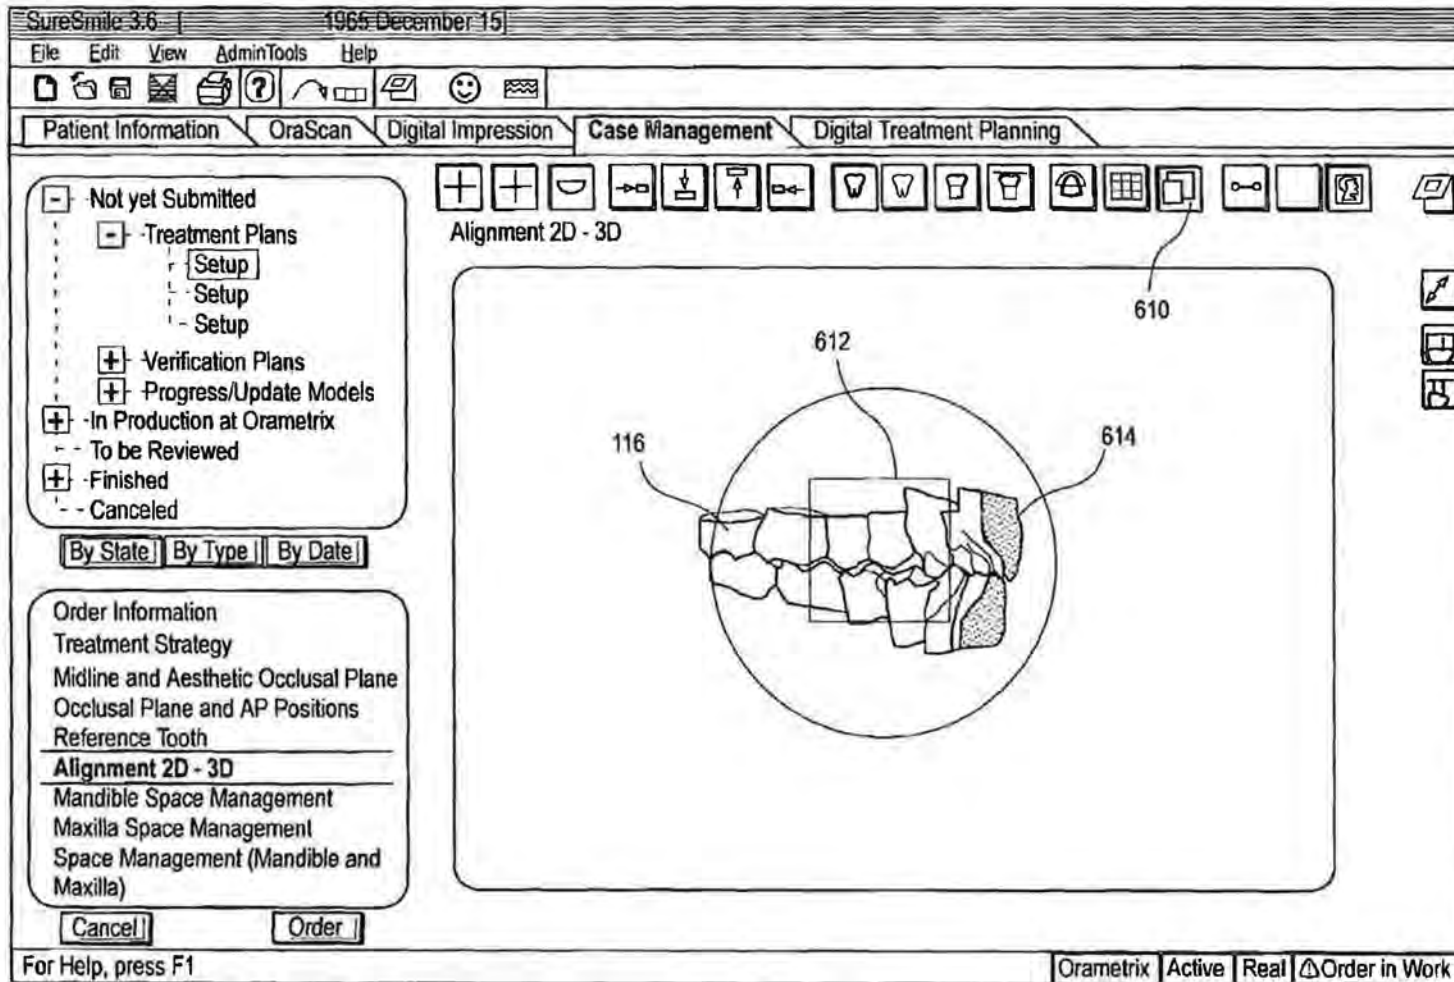 SureSmile 3.6 - [ 1965 December 15]
File Edit View AdminTools Help
Patient Information OraScan Digital Impression Case Management Digital Treatment Planning
Not yet Submitted
Treatment Plans
Setup
Setup
Setup
Verification Plans
Progress/Update Models
In Production at Orametrix
To be Reviewed
Finished
Canceled
By State By Type By Date
Order Information
Treatment Strategy
Midline and Aesthetic Occlusal Plane
Occlusal Plane and AP Positions
Reference Tooth
Alignment 2D - 3D
Mandible Space Management
Maxilla Space Management
Space Management (Mandible and
Maxilla)
Cancel Order
Alignment 2D - 3D
610
612
116
614
For Help, press F1
Orametrix Active Real Order in Work